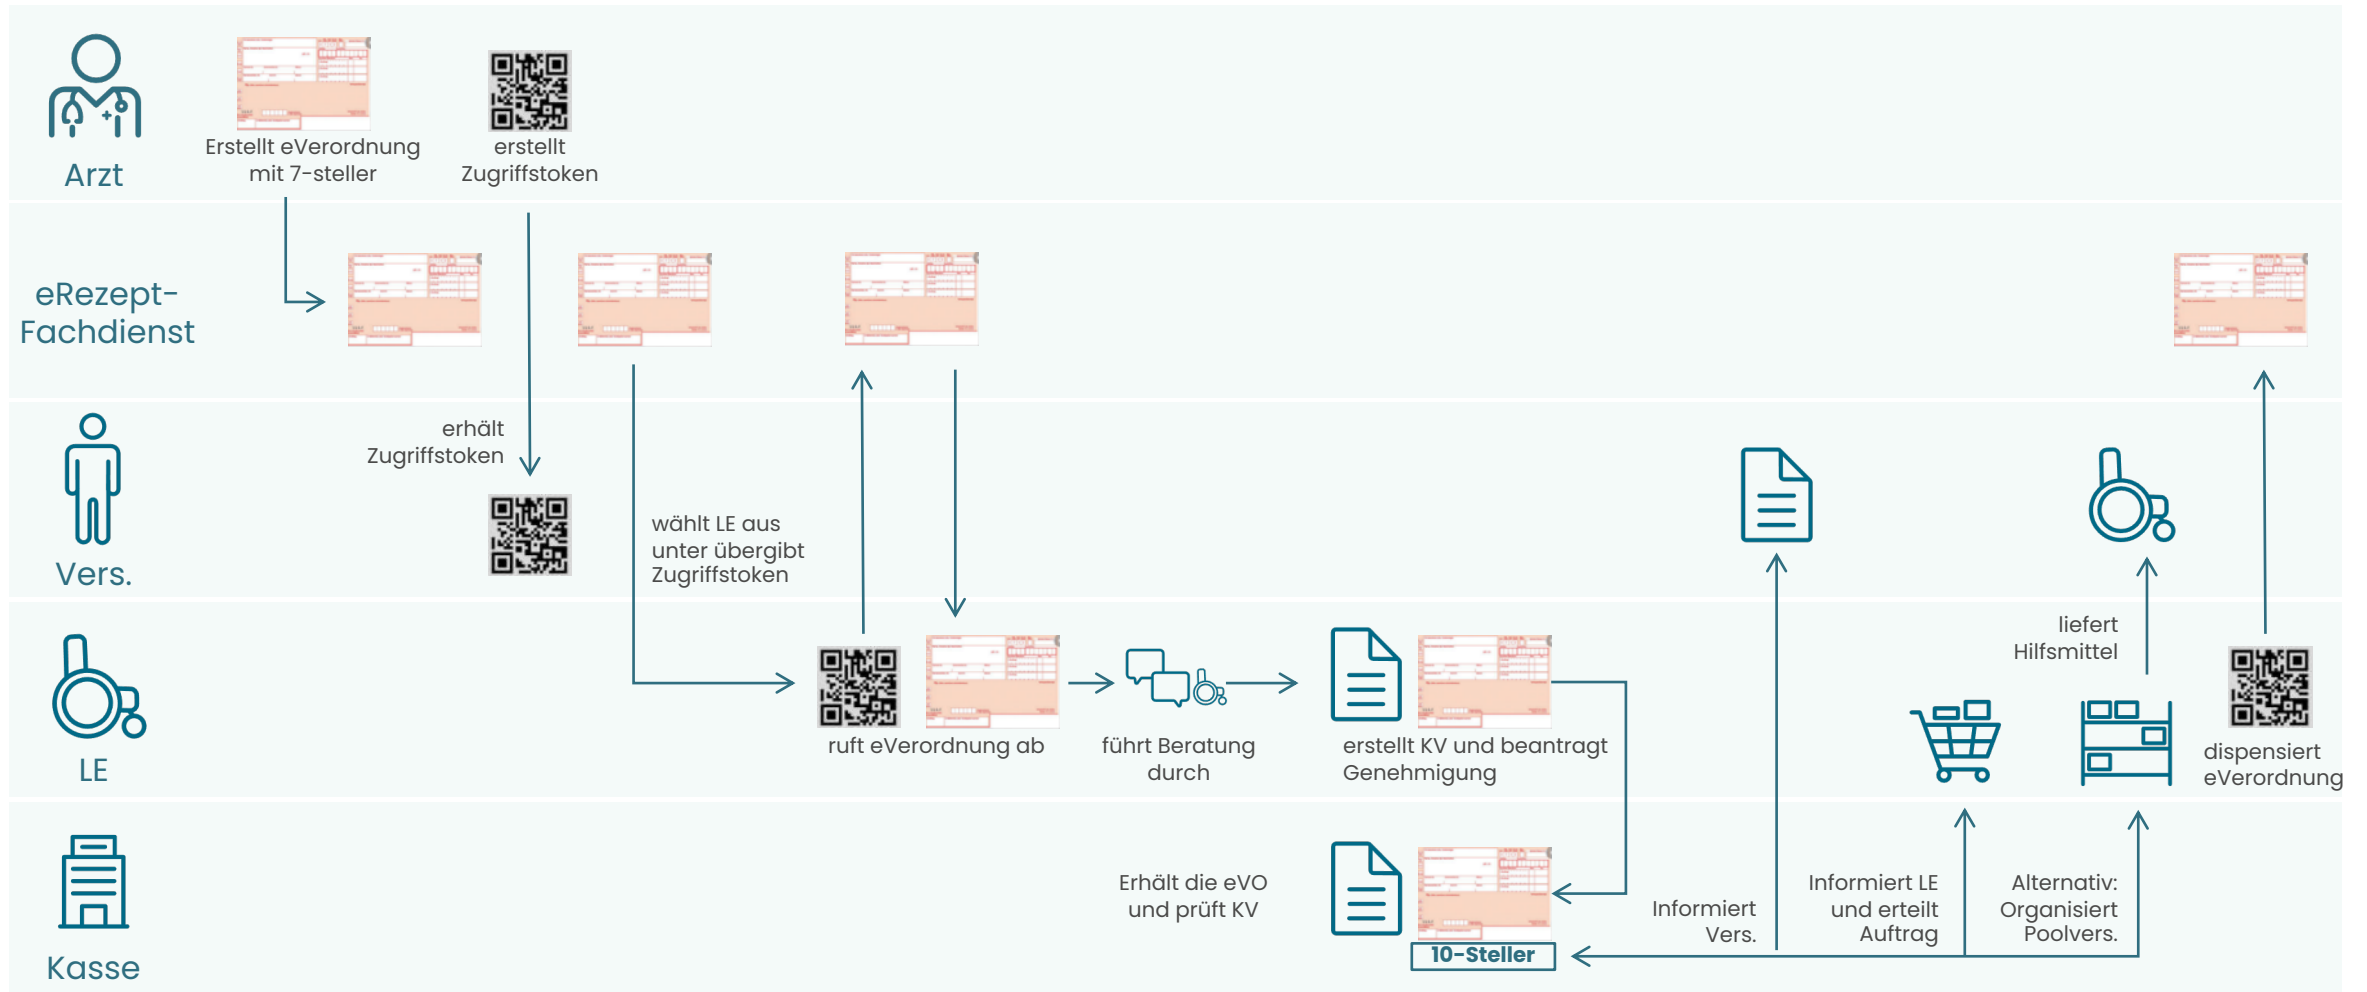 Erstellt eVerordnung
mit 7-steller
erstellt
Zugriffstoken
Arzt
eRezept-
Fachdienst
erhält
Zugriffstoken
wählt LE aus
unter übergibt
Zugriffstoken
Vers.
liefert
Hilfsmittel
ruft eVerordnung ab
führt Beratung
durch
erstellt KV und beantragt
Genehmigung
dispensiert
eVerordnung
LE
Erhält die eVO
und prüft KV
10-Steller
Informiert
Vers.
Informiert LE
und erteilt
Auftrag
Alternativ:
Organisiert
Poolvers.
Kasse